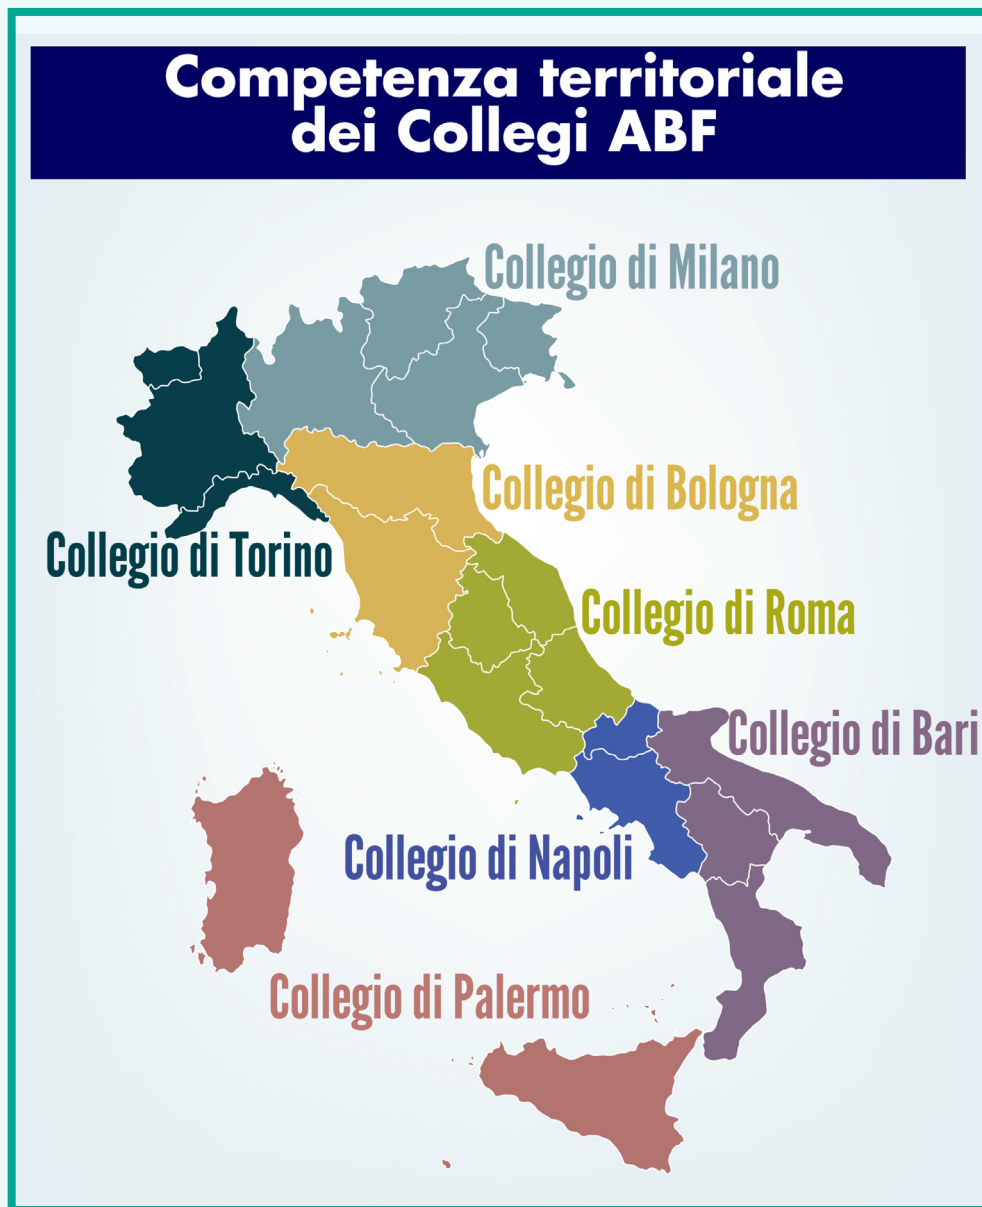 Competenza territoriale
dei Collegi ABF
Collegio di Milano
Collegio di Bologna
Collegio di Torino
Collegio di Roma
Collegio di Bari
Collegio di Napoli
Collegio di Palermo